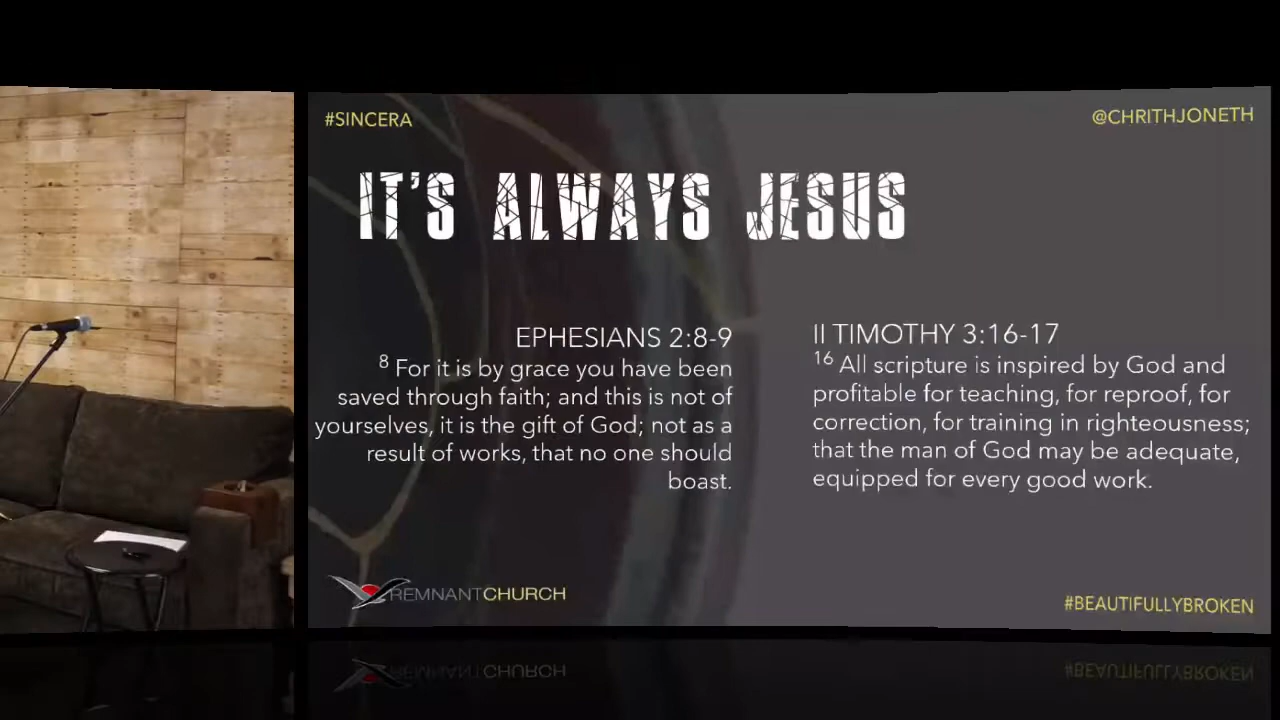 #SINCERA
@CHRITHJONETH
IT'S ALWAYS JESUS
EPHESIANS 2:8-9
8 For it is by grace you have been
saved through faith; and this is not of
yourselves, it is the gift of God; not as a
result of works, that no one should
boast.
II TIMOTHY 3:16-17
16 All scripture is inspired by God and
profitable for teaching, for reproof, for
correction, for training in righteousness;
that the man of God may be adequate,
equipped for every good work.
REMNANTCHURCH
#BEAUTIFULLYBROKEN